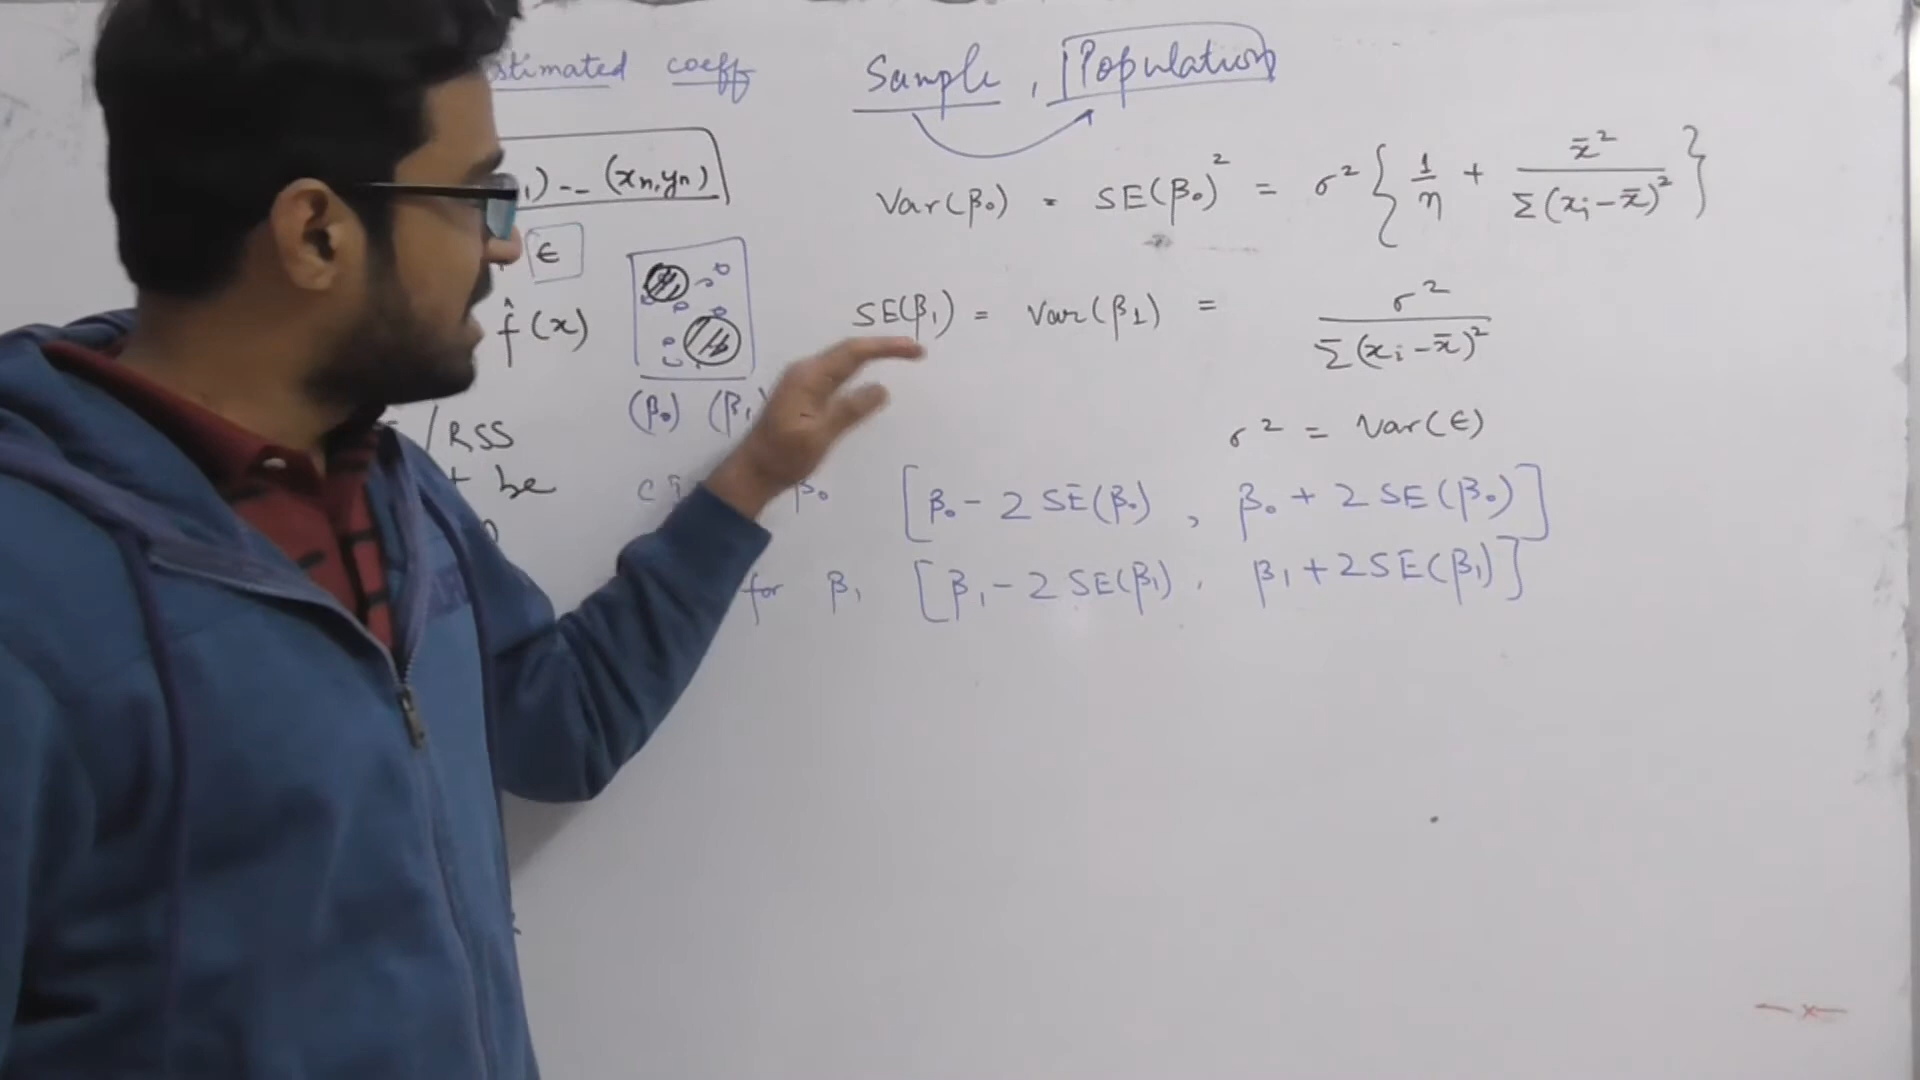 estimated coeff
Sample , Population
1) -- (xn,yn)
Var(β₀) = SE(β₀)² = σ² { 1/n + x̄² / Σ(xi-x̄)² }
ϵ
f̂(x)
SE(β₁) = Var(β1) = σ² / Σ(xi-x̄)²
(β₀) (β₁)
/RSS
σ² = Var(ϵ)
be
β₀ [β₀ - 2 SE(β₀) , β₀ + 2 SE(β₀)]
for β₁ [β₁ - 2 SE(β₁) , β₁ + 2 SE(β₁)]